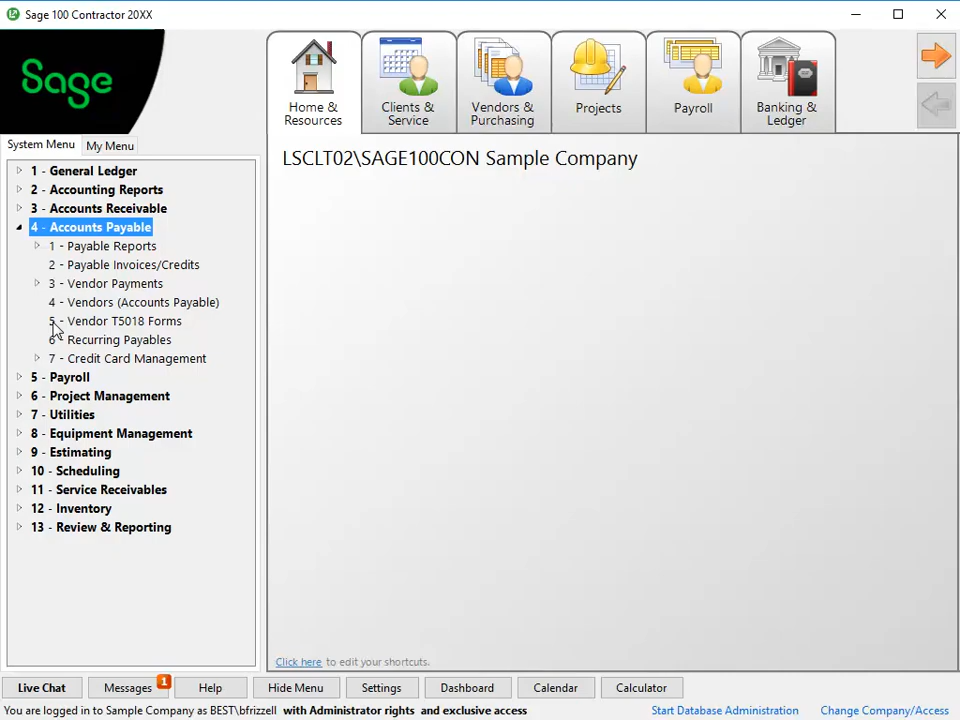 Sage 100 Contractor 20XX
Sage
Home &
Resources
Clients &
Service
Vendors &
Purchasing
Projects
Payroll
Banking &
Ledger
System Menu
My Menu
LSCLT02\SAGE100CON Sample Company
1 - General Ledger
2 - Accounting Reports
3 - Accounts Receivable
4 - Accounts Payable
1 - Payable Reports
2 - Payable Invoices/Credits
3 - Vendor Payments
4 - Vendors (Accounts Payable)
5 - Vendor T5018 Forms
6 - Recurring Payables
7 - Credit Card Management
5 - Payroll
6 - Project Management
7 - Utilities
8 - Equipment Management
9 - Estimating
10 - Scheduling
11 - Service Receivables
12 - Inventory
13 - Review & Reporting
Click here to edit your shortcuts.
Live Chat
Messages
1
Help
Hide Menu
Settings
Dashboard
Calendar
Calculator
You are logged in to Sample Company as BEST\bfrizzell with Administrator rights and exclusive access
Start Database Administration
Change Company/Access